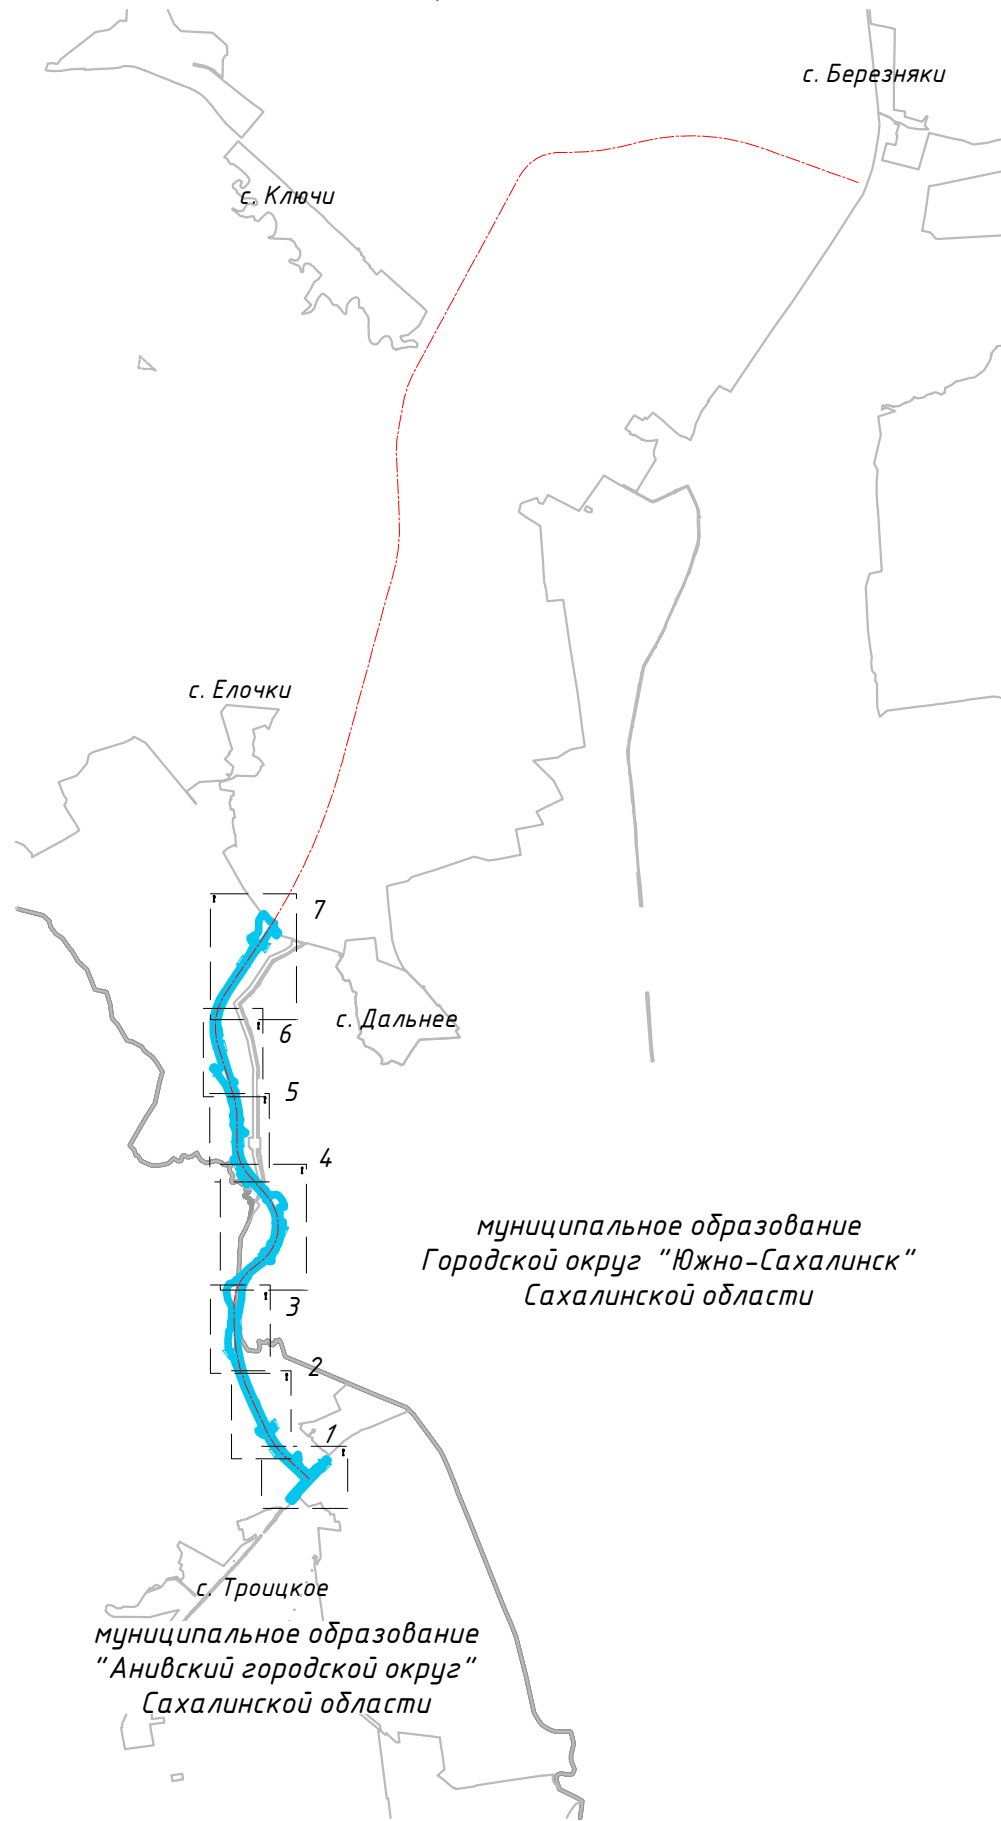 с. Березняки
с. Ключи
с. Елочки
7
6
с. Дальнее
5
4
муниципальное образование
Городской округ "Южно-Сахалинск"
Сахалинской области
3
2
1
с. Троицкое
муниципальное образование
"Анивский городской округ"
Сахалинской области